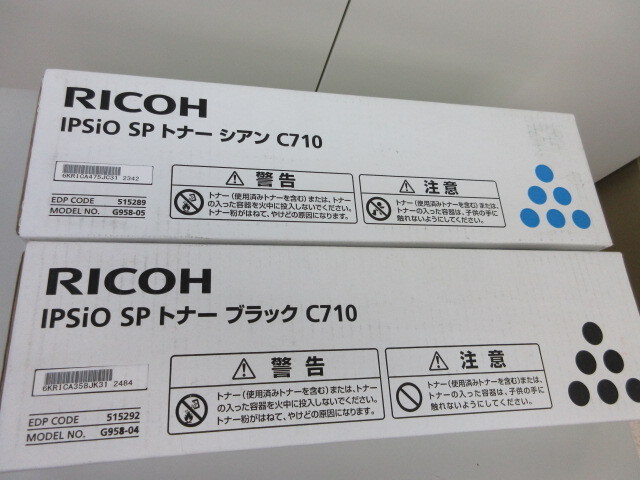 RICOH
IPSiO SP トナー シアン C710
6KRICA475JC31 2342
EDP CODE 515289
MODEL NO. G958-05
警告
トナー(使用済みトナーを含む)または、トナー
の入った容器を火中に投入しないでください。
トナー粉がはねて、やけどの原因になります。
注意
トナー(使用済みトナーを含む)または、
トナーの入った容器は、子供の手に
触れないようにしてください。
RICOH
IPSiO SP トナー ブラック C710
6KRICA358JK31 2484
EDP CODE 515292
MODEL NO. G958-04
警告
トナー(使用済みトナーを含む)または、トナー
の入った容器を火中に投入しないでください。
トナー粉がはねて、やけどの原因になります。
注意
トナー(使用済みトナーを含む)または、
トナーの入った容器は、子供の手に
触れないようにしてください。